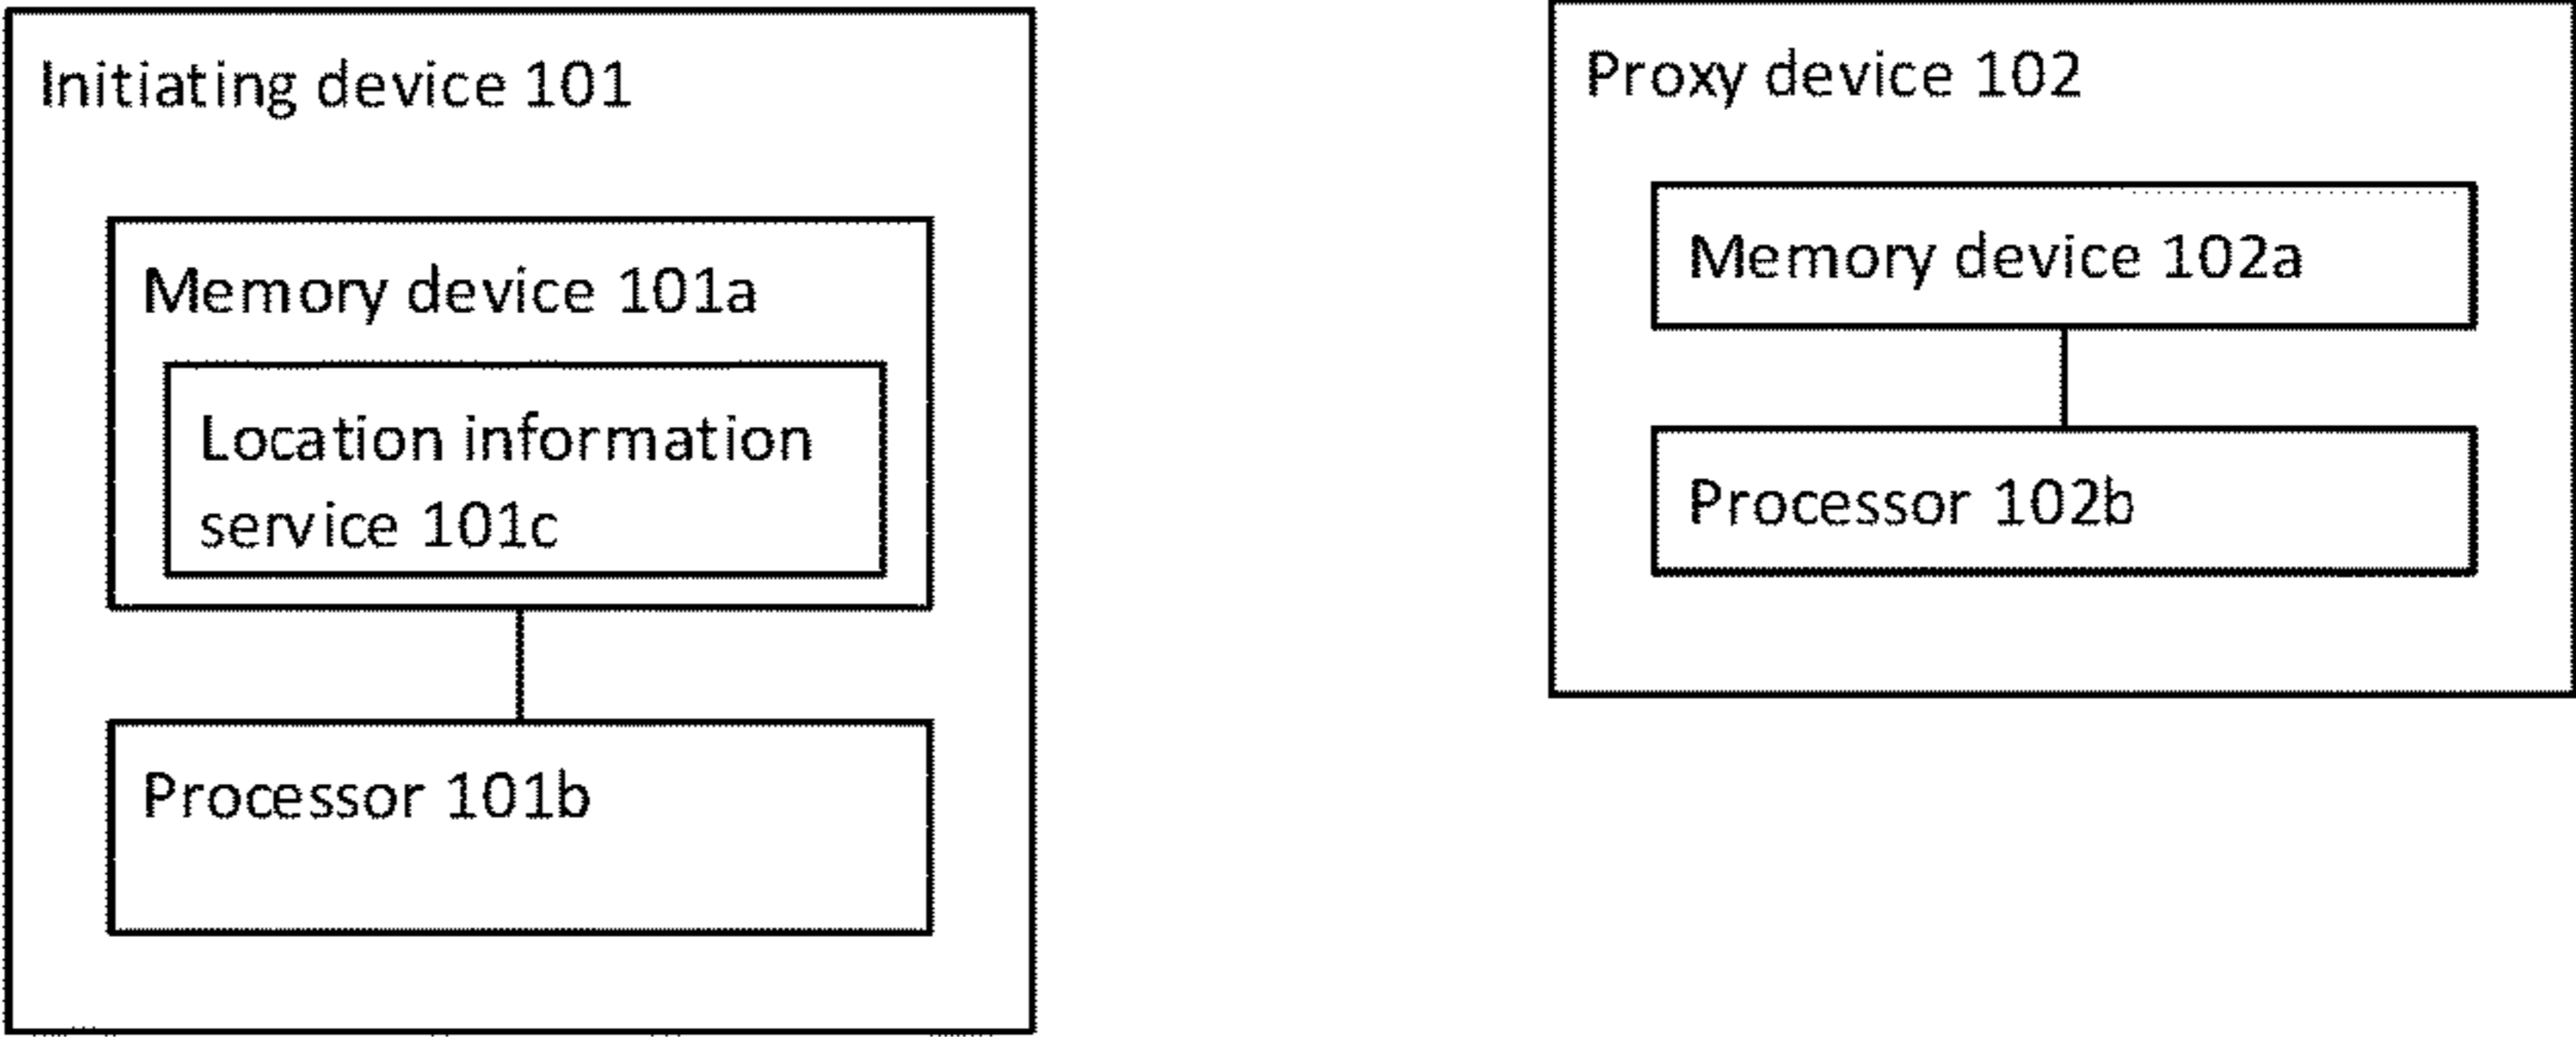 Initiating device 101
Memory device 101a
Location information
service 101c
Processor 101b
Proxy device 102
Memory device 102a
Processor 102b